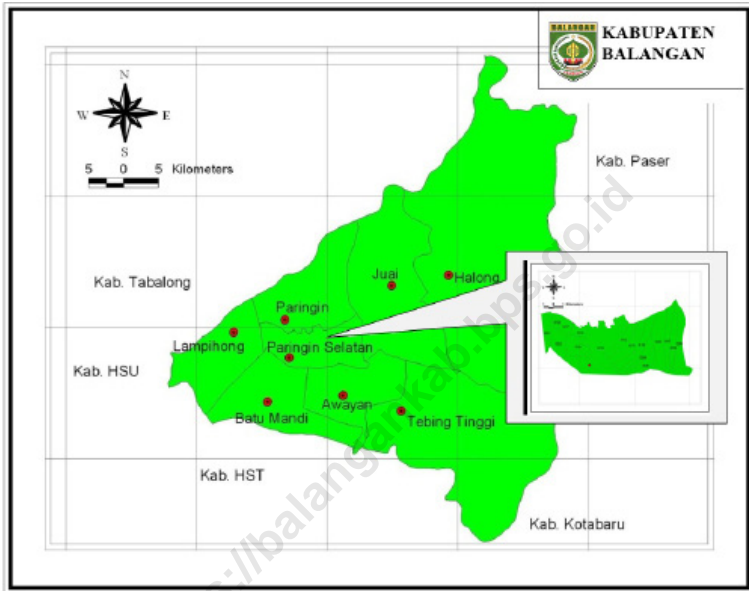 BALANGAN
KABUPATEN
BALANGAN
N
W E
S
5 0 5 Kilometers
Kab. Paser
Kab. Tabalong
Juai
Halong
Paringin
Lampihong
Paringin Selatan
Kab. HSU
Batu Mandi
Awayan
Tebing Tinggi
Kab. HST
Kab. Kotabaru
s://balangankab.bps.go.id